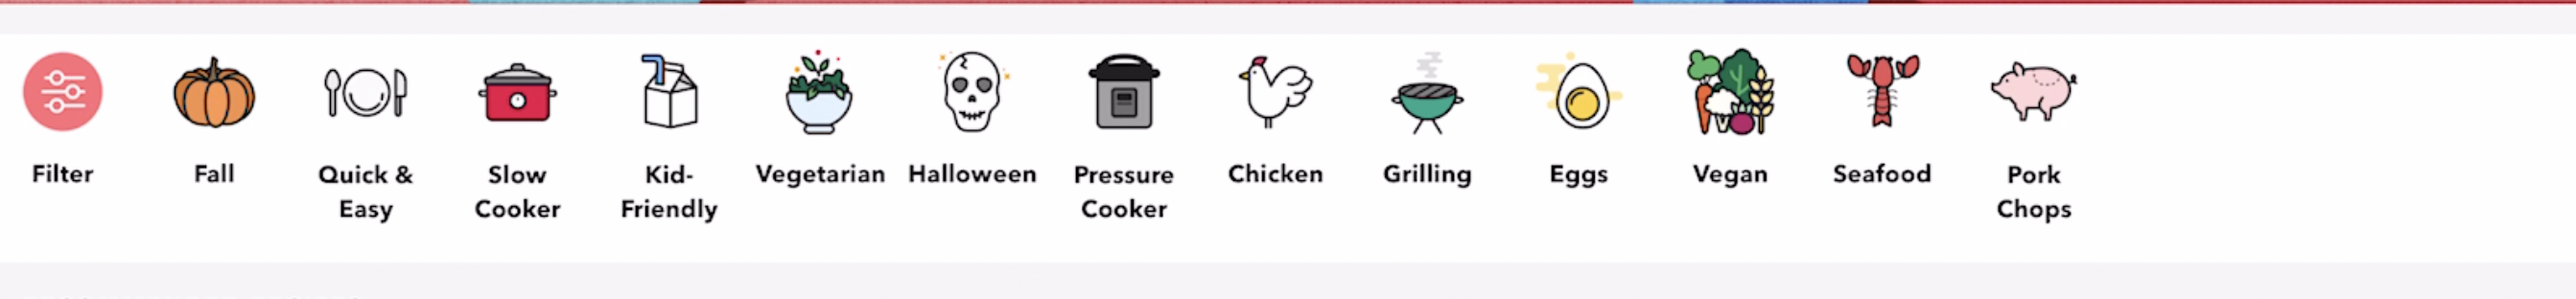 Filter
Fall
Quick &
Easy
Slow
Cooker
Kid-
Friendly
Vegetarian
Halloween
Pressure
Cooker
Chicken
Grilling
Eggs
Vegan
Seafood
Pork
Chops